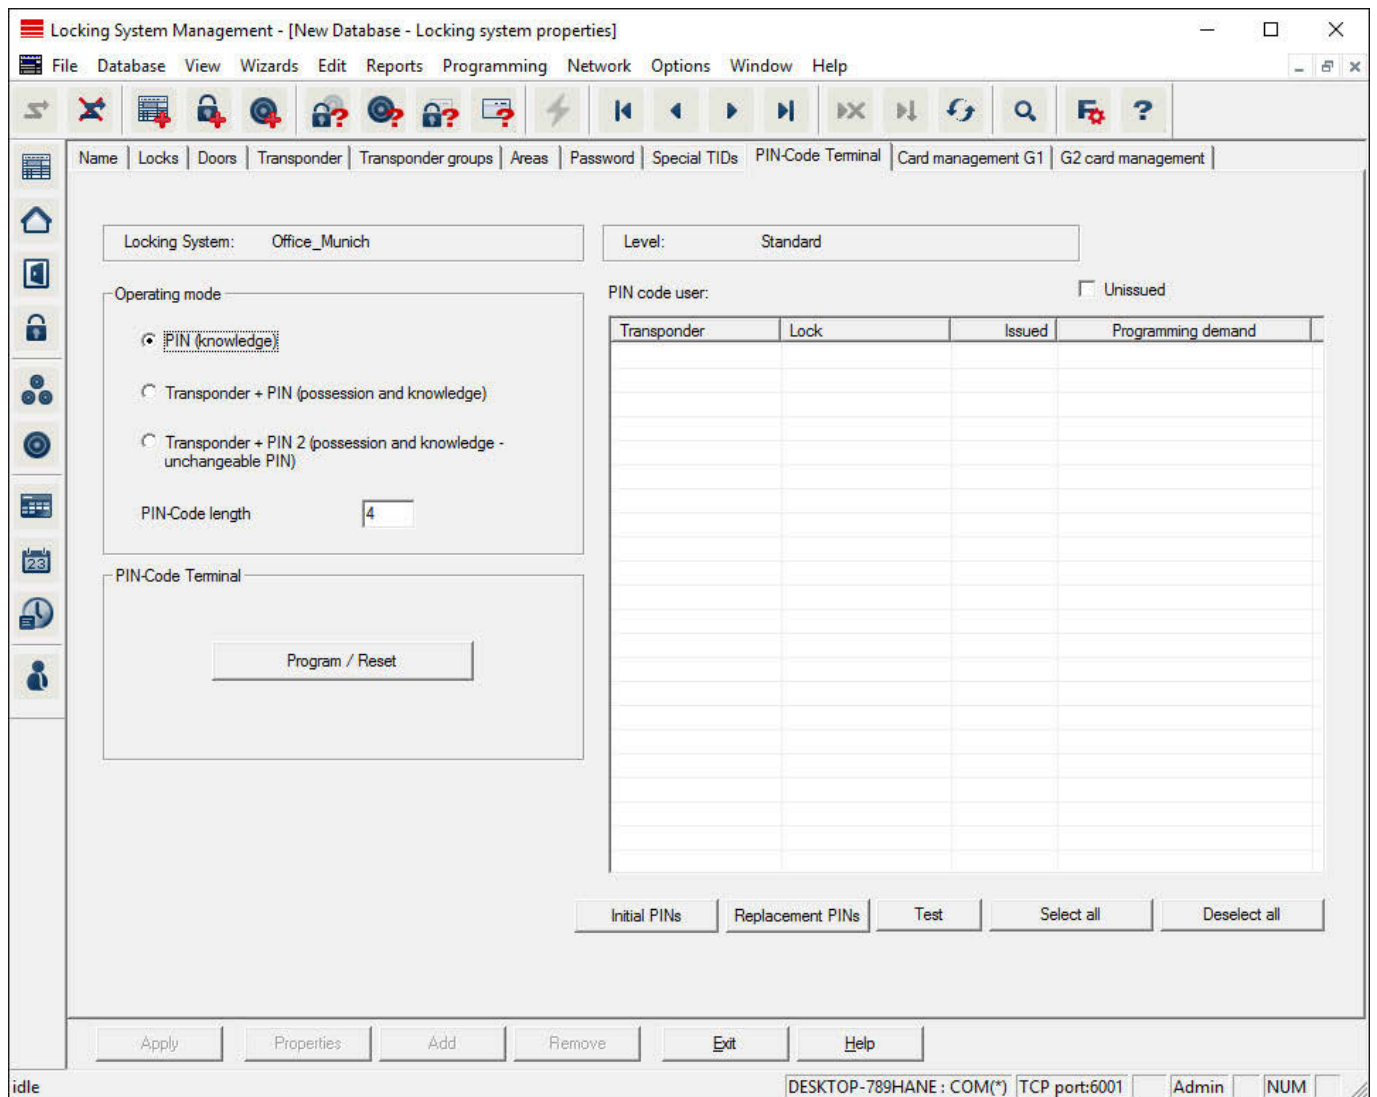 Locking System Management - [New Database - Locking system properties]
File Database View Wizards Edit Reports Programming Network Options Window Help
Name Locks Doors Transponder Transponder groups Areas Password Special TIDs PIN-Code Terminal Card management G1 G2 card management
Locking System: Office_Munich Level: Standard
Operating mode PIN code user: Unissued
PIN (knowledge)
Transponder Lock Issued Programming demand
Transponder + PIN (possession and knowledge)
Transponder + PIN 2 (possession and knowledge -
unchangeable PIN)
PIN-Code length 4
23
PIN-Code Terminal
Program / Reset
Initial PINs Replacement PINs Test Select all Deselect all
Apply Properties Add Remove Exit Help
idle DESKTOP-789HANE : COM(*) TCP port:6001 Admin NUM